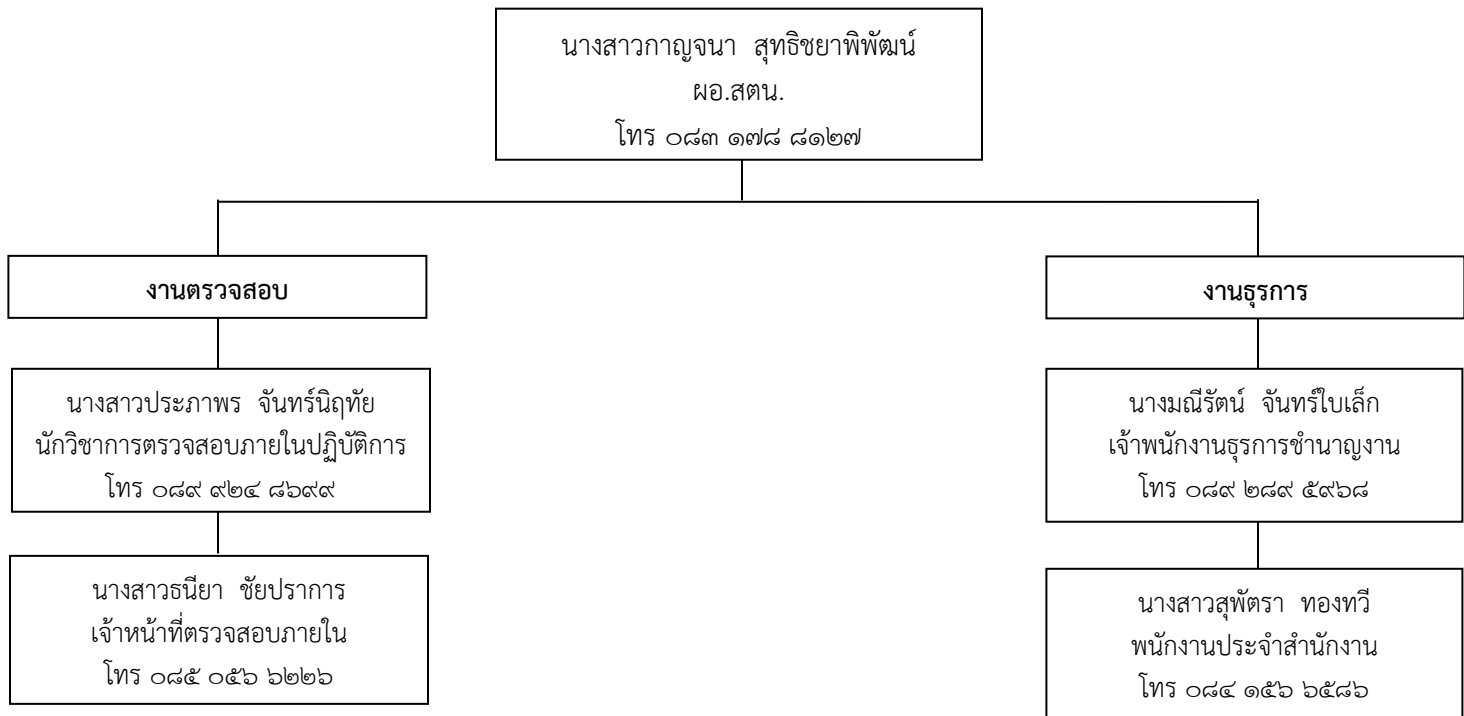 นางสาวกาญจนา สุทธิชยาพิพัฒน์
ผอ.สตน.
โทร ๐๘๓ ๑๗๘ ๘๑๒๗
งานตรวจสอบ
นางสาวประภาพร จันทร์นิฤทัย
นักวิชาการตรวจสอบภายในปฏิบัติการ
โทร ๐๘๙ ๙๒๔ ๘๖๙๙
นางสาวธนียา ชัยปราการ
เจ้าหน้าที่ตรวจสอบภายใน
โทร ๐๘๕ ๐๕๖ ๖๒๒๖
งานธุรการ
นางมณีรัตน์ จันทร์ใบเล็ก
เจ้าพนักงานธุรการชำนาญงาน
โทร ๐๘๙ ๒๘๙ ๕๙๖๘
นางสาวสุพัตรา ทองทวี
พนักงานประจำสำนักงาน
โทร ๐๘๔ ๑๕๖ ๖๕๘๖